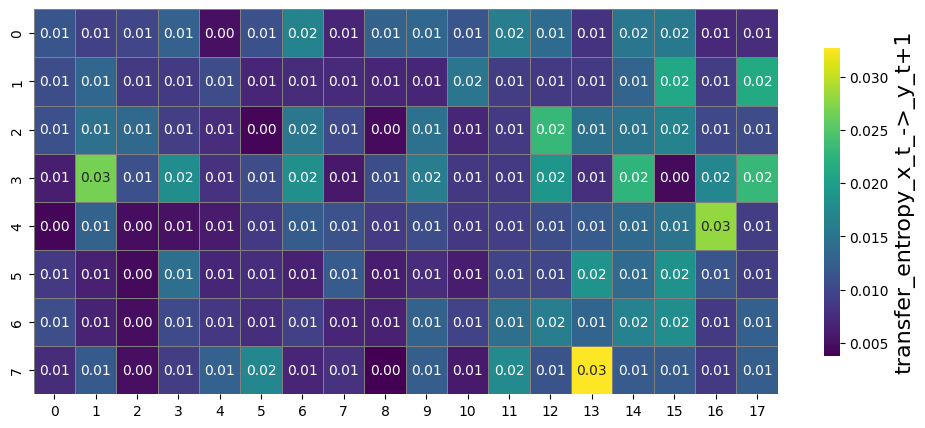 0 0.01 0.01 0.01 0.01 0.00 0.01 0.02 0.01 0.01 0.01 0.01 0.02 0.01 0.01 0.02 0.02 0.01 0.01
1 0.01 0.01 0.01 0.01 0.01 0.01 0.01 0.01 0.01 0.01 0.02 0.01 0.01 0.01 0.01 0.02 0.01 0.02
2 0.01 0.01 0.01 0.01 0.01 0.00 0.02 0.01 0.00 0.01 0.01 0.01 0.02 0.01 0.01 0.02 0.01 0.01
3 0.01 0.03 0.01 0.02 0.01 0.01 0.02 0.01 0.01 0.02 0.01 0.01 0.02 0.01 0.02 0.00 0.02 0.02
4 0.00 0.01 0.00 0.01 0.01 0.01 0.01 0.01 0.01 0.01 0.01 0.01 0.01 0.01 0.01 0.01 0.03 0.01
5 0.01 0.01 0.00 0.01 0.01 0.01 0.01 0.01 0.01 0.01 0.01 0.01 0.01 0.02 0.01 0.02 0.01 0.01
6 0.01 0.01 0.00 0.01 0.01 0.01 0.01 0.01 0.01 0.01 0.01 0.01 0.02 0.01 0.02 0.02 0.01 0.01
7 0.01 0.01 0.00 0.01 0.01 0.02 0.01 0.01 0.00 0.01 0.01 0.02 0.01 0.03 0.01 0.01 0.01 0.01
0 1 2 3 4 5 6 7 8 9 10 11 12 13 14 15 16 17
0.030
0.025
0.020
0.015
0.010
0.005
transfer_entropy_x_t_->_y_t+1